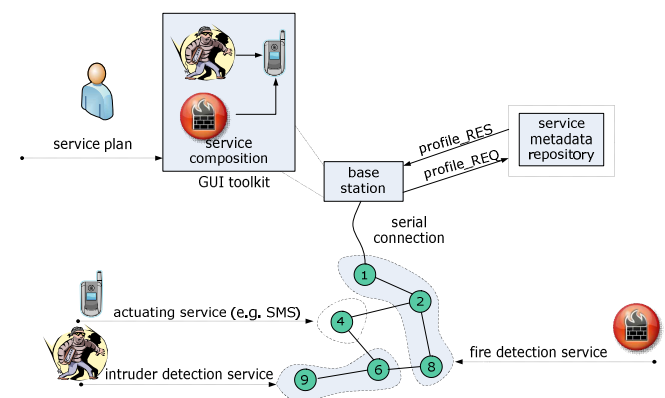 service plan
service
composition
GUI toolkit
profile_RES
profile_REQ
service
metadata
repository
base
station
serial
connection
1
2
actuating service (e.g. SMS)
4
fire detection service
8
6
intruder detection service
9